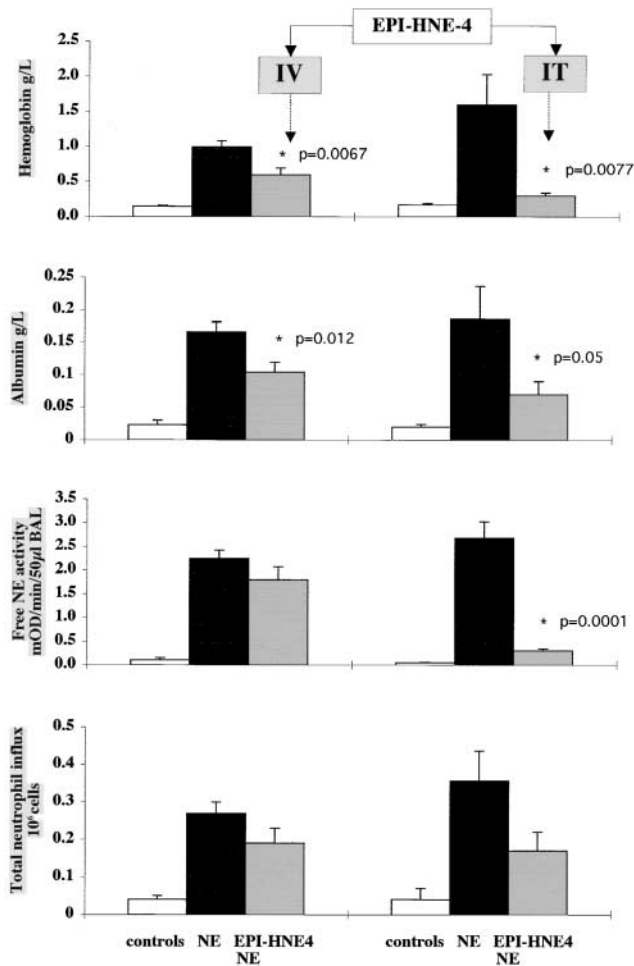 EPI-HNE-4
IV
IT
Hemoglobin g/L
2.5
2.0
1.5
1.0
0.5
0.0
* p=0.0067
* p=0.0077
Albumin g/L
0.25
0.2
0.15
0.1
0.05
0
* p=0.012
* p=0.05
Free NE activity
mOD/min/50µl BAL
3.5
3.0
2.5
2.0
1.5
1.0
0.5
0.0
* p=0.0001
Total neutrophil influx
10⁶ cells
0.5
0.4
0.3
0.2
0.1
0
controls NE EPI-HNE4
NE
controls NE EPI-HNE4
NE